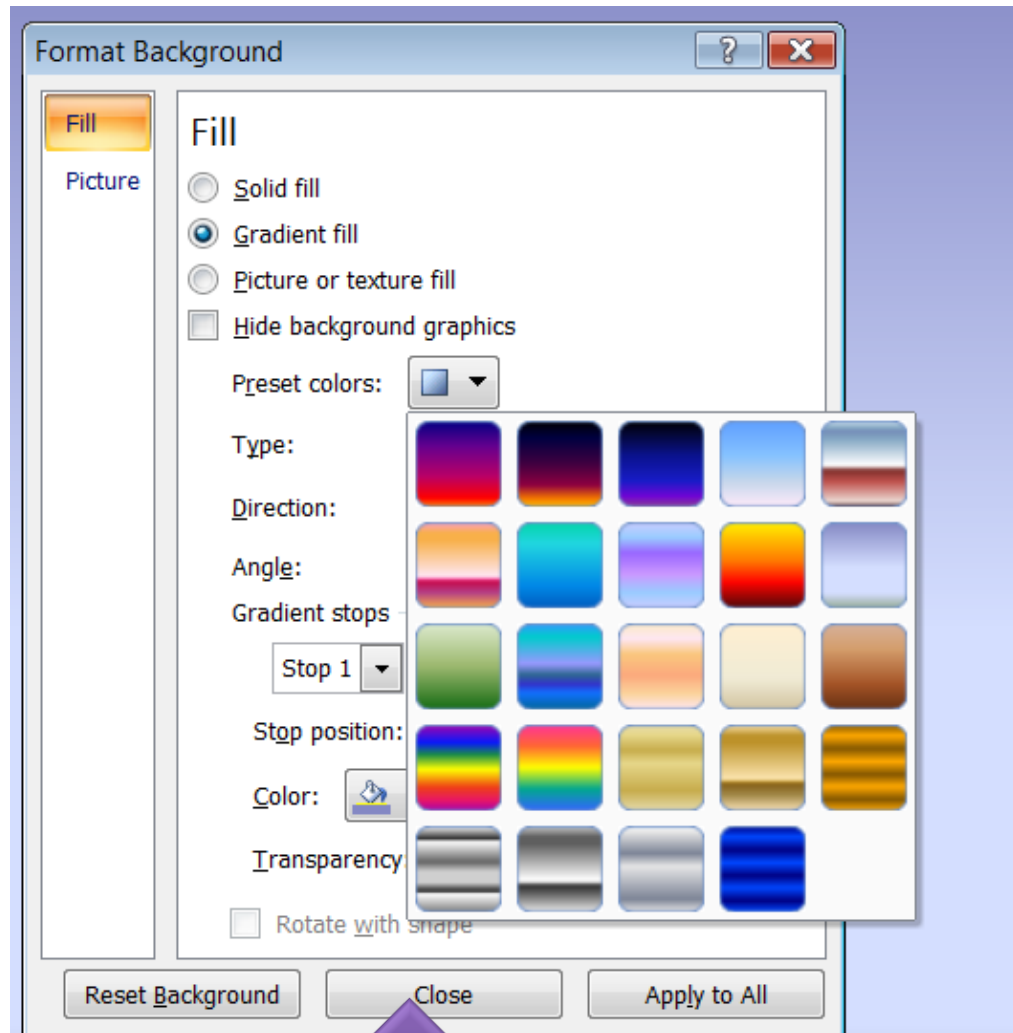 Format Background
Fill
Picture
Fill
Solid fill
Gradient fill
Picture or texture fill
Hide background graphics
Preset colors:
Type:
Direction:
Angle:
Gradient stops
Stop 1
Stop position:
Color:
Transparency
Rotate with shape
Reset Background
Close
Apply to All